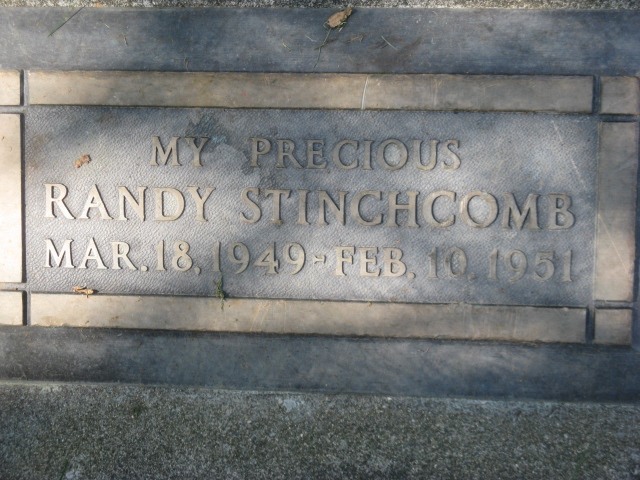 MY PRECIOUS
RANDY STINCHCOMB
MAR. 18, 1949 - FEB. 10, 1951